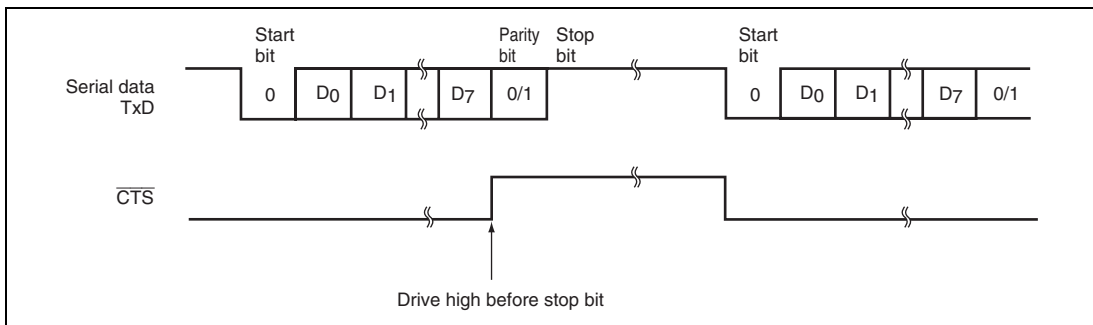 Start bit
Parity bit
Stop bit
Start bit
Serial data TxD
0 D0 D1 D7 0/1 0 D0 D1 D7 0/1
CTS
Drive high before stop bit